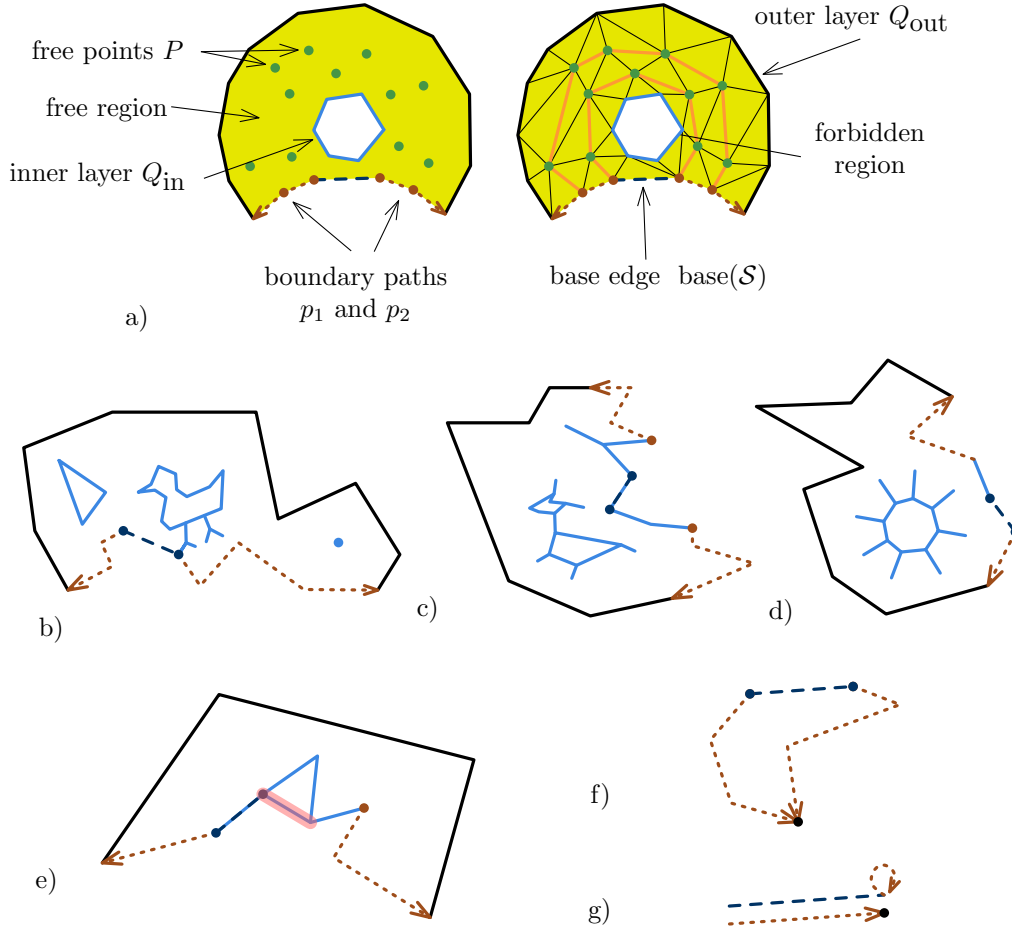 free points P
free region
inner layer Q_in
boundary paths
p_1 and p_2
a)
outer layer Q_out
forbidden
region
base edge base(𝒮)
b)
c)
d)
e)
f)
g)